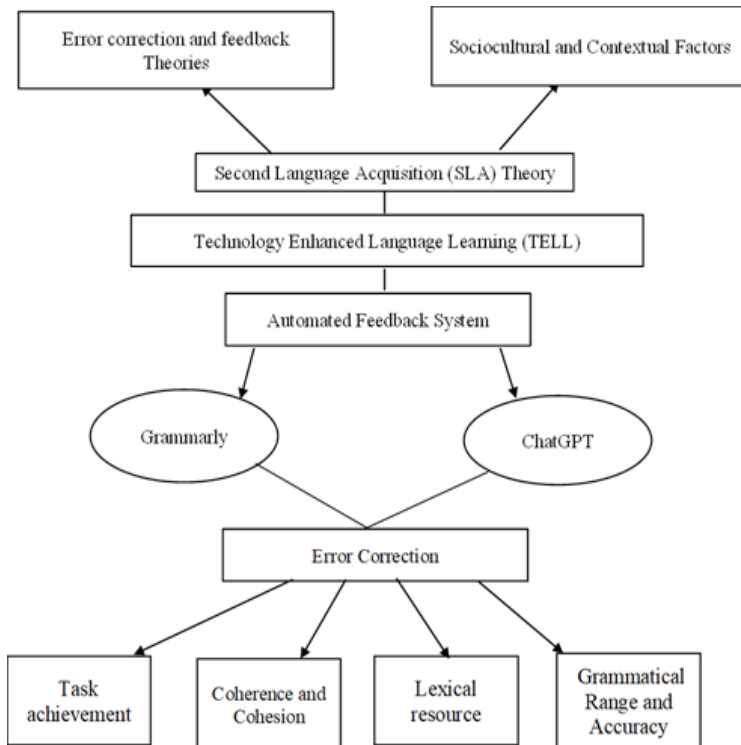 Error correction and feedback
Theories
Sociocultural and Contextual Factors
Second Language Acquisition (SLA) Theory
Technology Enhanced Language Learning (TELL)
Automated Feedback System
Grammarly
ChatGPT
Error Correction
Task
achievement
Coherence and
Cohesion
Lexical
resource
Grammatical
Range and
Accuracy